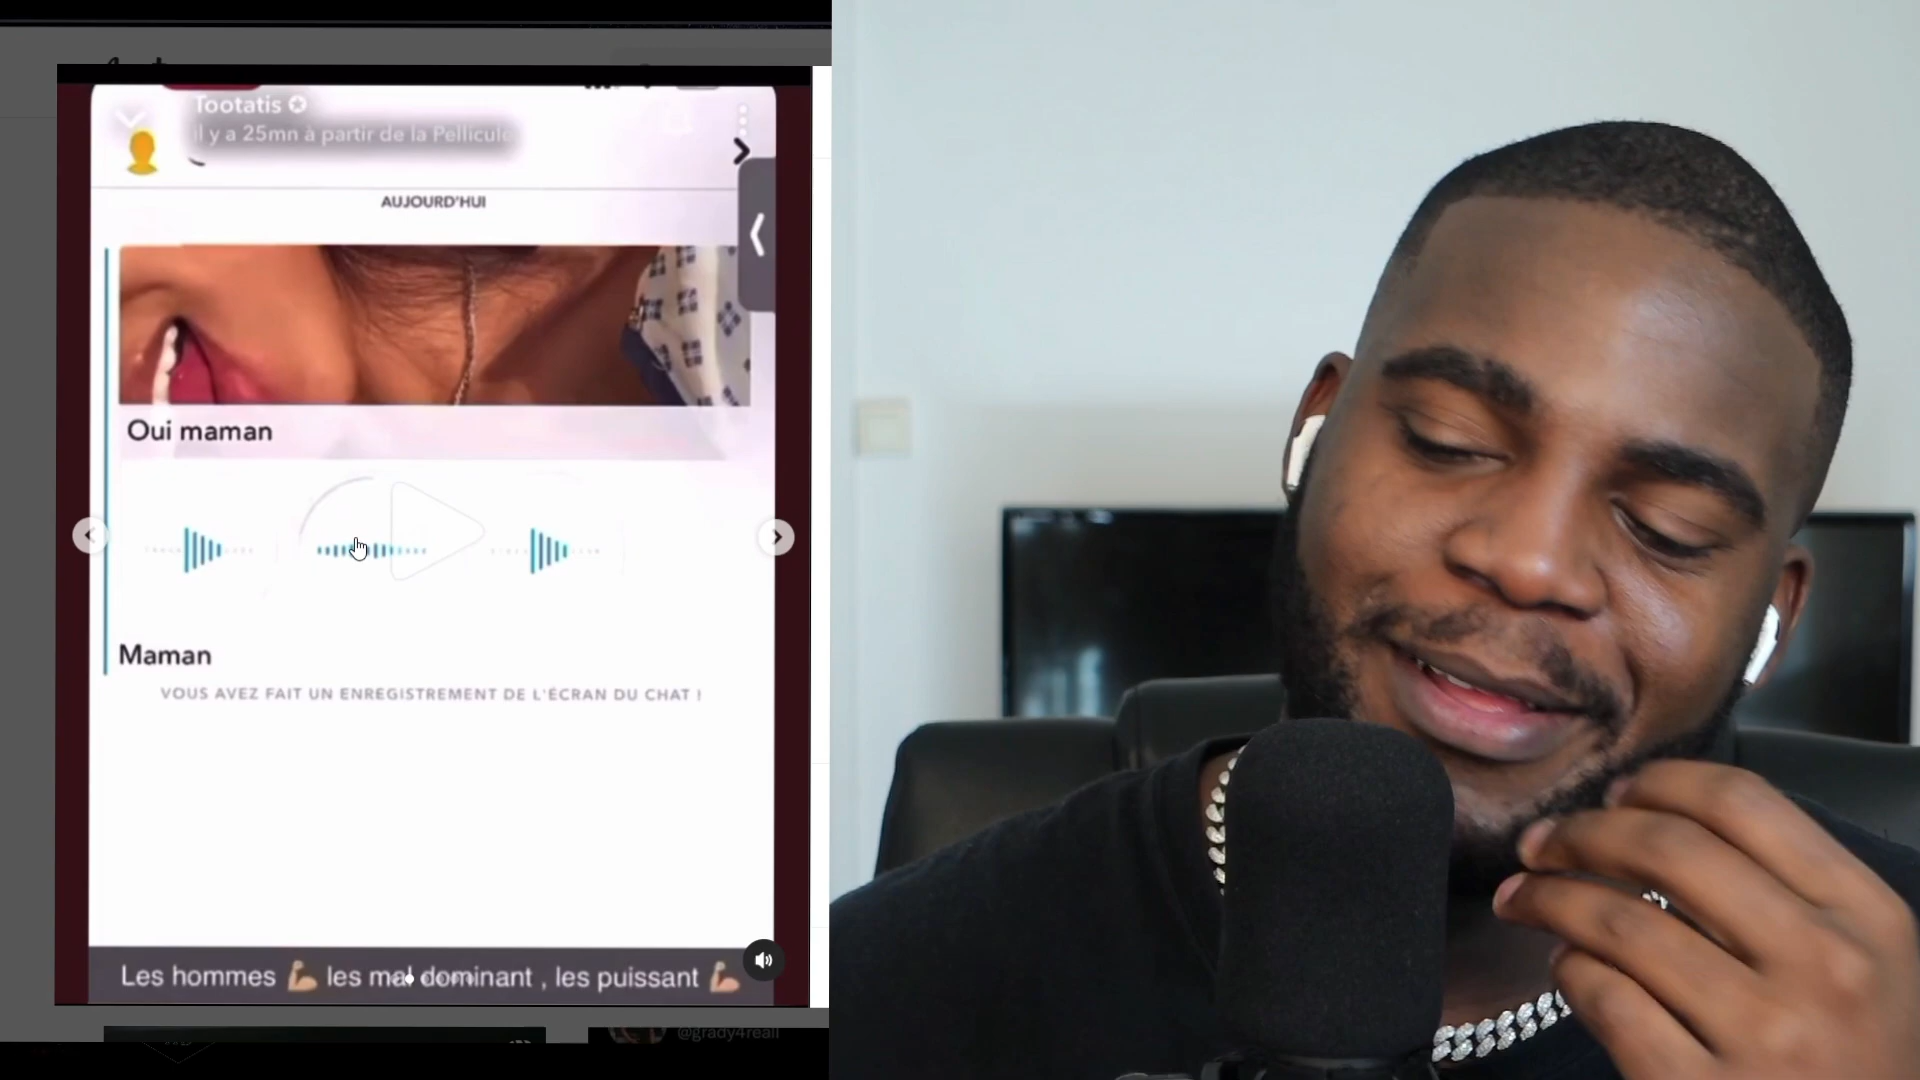 Tootatis
il y a 25mn à partir de la Pellicule
AUJOURD'HUI
Oui maman
Maman
VOUS AVEZ FAIT UN ENREGISTREMENT DE L'ÉCRAN DU CHAT !
Les hommes 💪🏼 les mal dominant , les puissant 💪🏼
@grady4reall